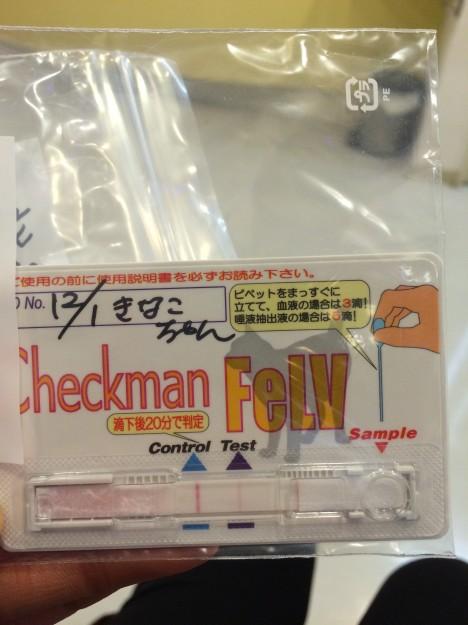 プラ
PE
ご使用の前に使用説明書を必ずお読み下さい。
No.
12/1 きなこ
ちゃん
ピペットをまっすぐに
立てて、血液の場合は3滴!
唾液抽出液の場合は6滴!
Checkman FeLV
滴下後20分で判定
Control Test
Sample